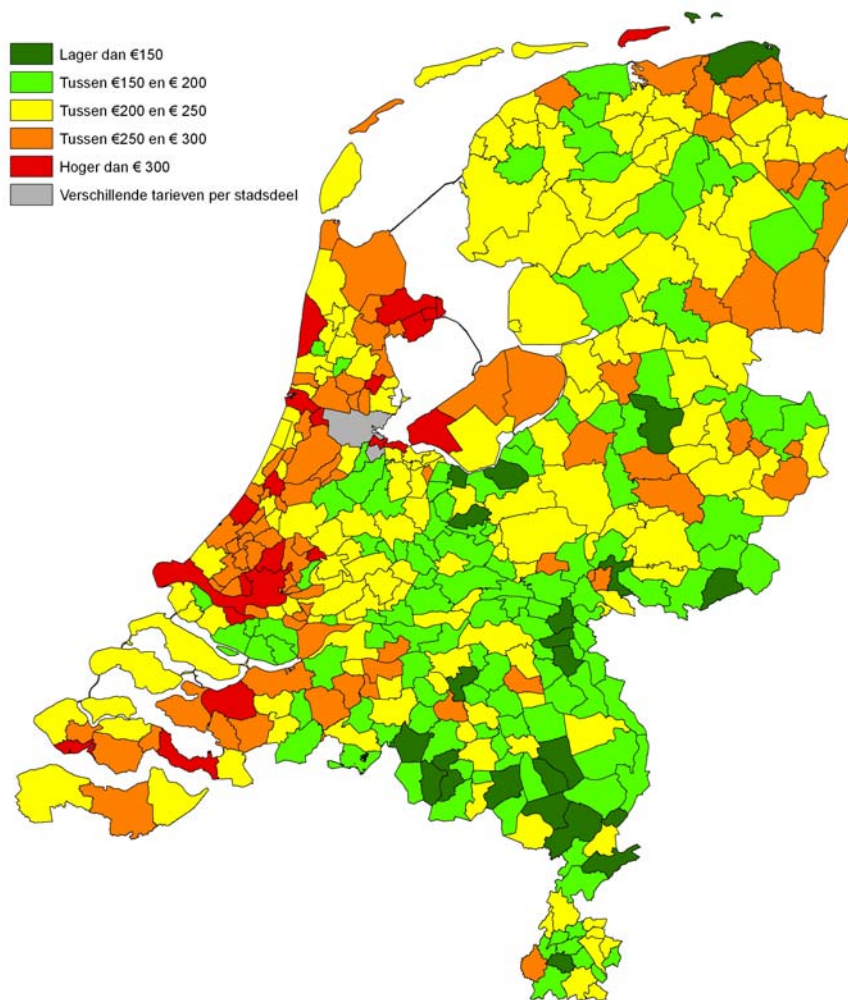 Lager dan €150
Tussen €150 en € 200
Tussen €200 en € 250
Tussen €250 en € 300
Hoger dan € 300
Verschillende tarieven per stadsdeel